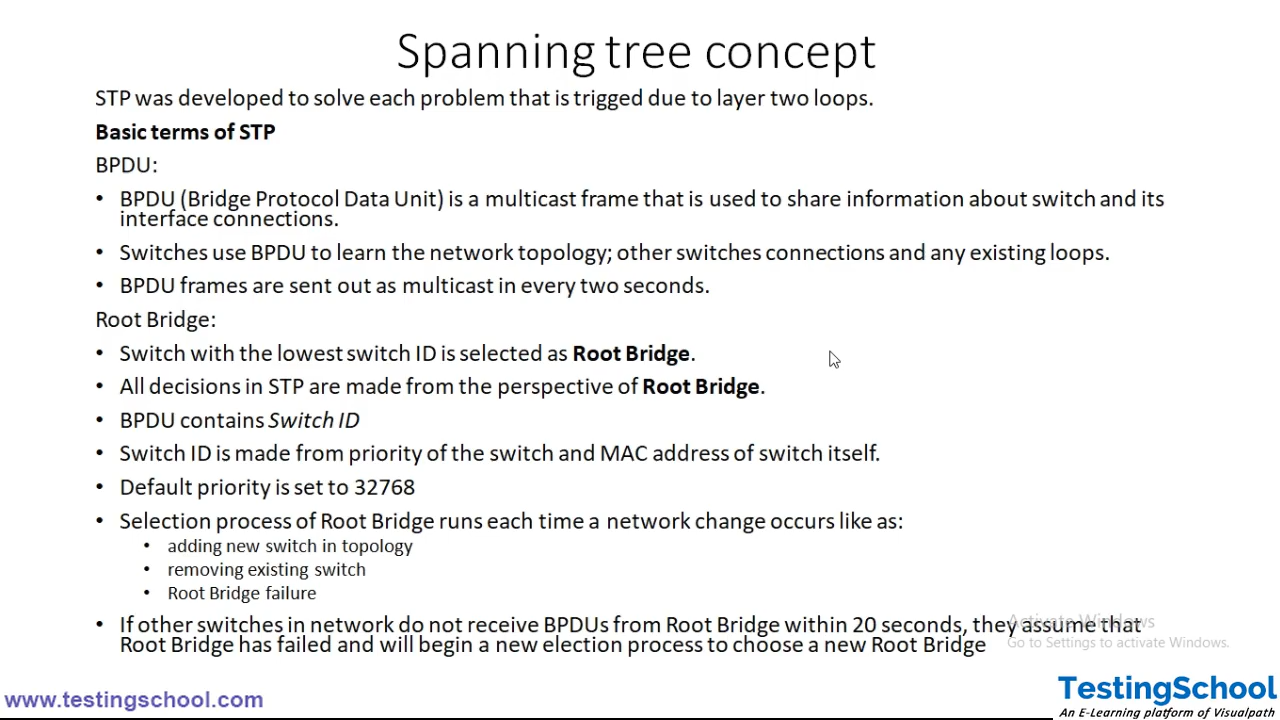 Spanning tree concept
STP was developed to solve each problem that is trigged due to layer two loops.
Basic terms of STP
BPDU:
• BPDU (Bridge Protocol Data Unit) is a multicast frame that is used to share information about switch and its
interface connections.
• Switches use BPDU to learn the network topology; other switches connections and any existing loops.
• BPDU frames are sent out as multicast in every two seconds.
Root Bridge:
• Switch with the lowest switch ID is selected as Root Bridge.
• All decisions in STP are made from the perspective of Root Bridge.
• BPDU contains Switch ID
• Switch ID is made from priority of the switch and MAC address of switch itself.
• Default priority is set to 32768
• Selection process of Root Bridge runs each time a network change occurs like as:
• adding new switch in topology
• removing existing switch
• Root Bridge failure
• If other switches in network do not receive BPDUs from Root Bridge within 20 seconds, they assume that
Root Bridge has failed and will begin a new election process to choose a new Root Bridge
Activate Windows
Go to Settings to activate Windows.
www.testingschool.com
TestingSchool
An E-Learning platform of Visualpath